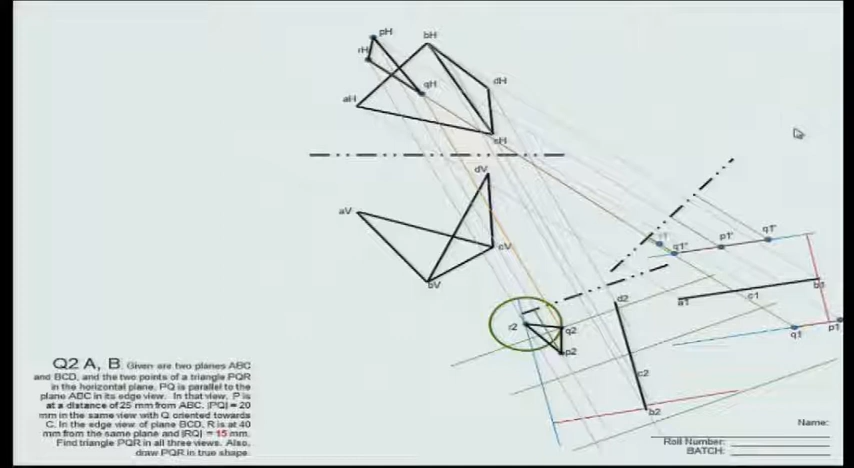 pH
bH
rH
dH
qH
aH
cH
dV
aV
cV
bV
r1
q1'
p1'
q1'
b1
a1
c1
d2
r2
q2
q1
p1
p2
c2
b2
Q2 A, B. Given are two planes ABC
and BCD, and the two points of a triangle PQR
in the horizontal plane. PQ is parallel to the
plane ABC in its edge view. In that view, P is
at a distance of 25 mm from ABC. |PQ| = 20
mm in the same view with Q oriented towards
C. In the edge view of plane BCD, R is at 40
mm from the same plane and |RQ| = 15 mm.
Find triangle PQR in all three views. Also,
draw PQR in true shape.
Name:
Roll Number:
BATCH: